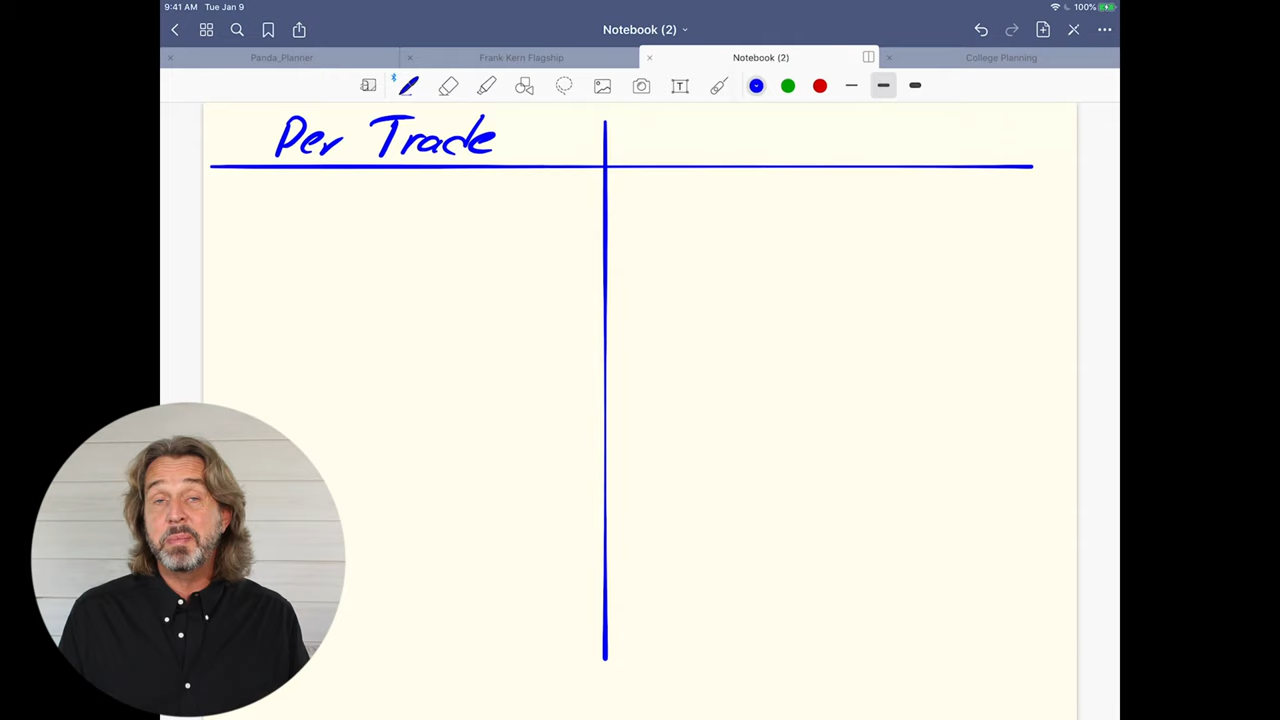 9:41 AM Tue Jan 9
100%
Notebook (2)
Panda_Planner
Frank Kern Flagship
Notebook (2)
College Planning
T
Per Trade